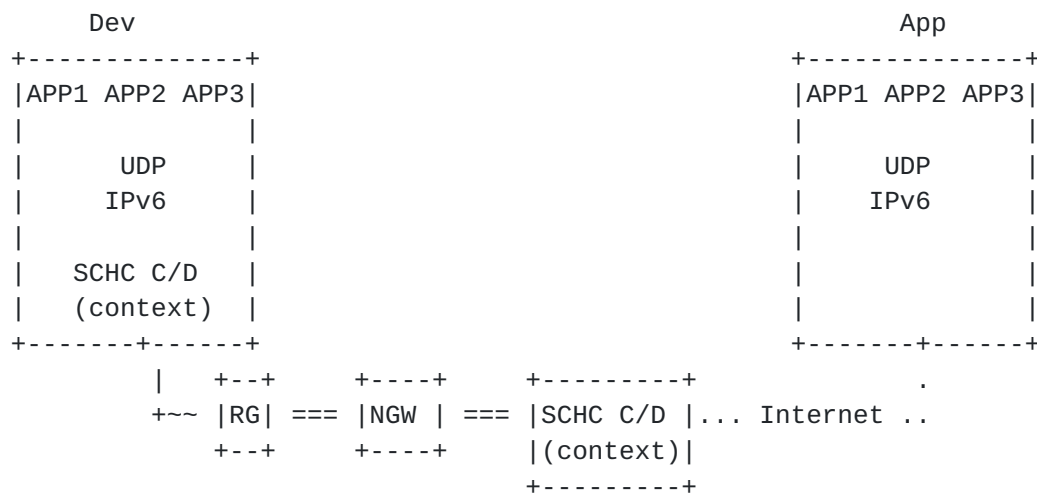 Dev App
APP1 APP2 APP3 APP1 APP2 APP3
UDP UDP
IPv6 IPv6
SCHC C/D
(context)
+~~ |RG| === |NGW | === |SCHC C/D |... Internet ..
|(context)|